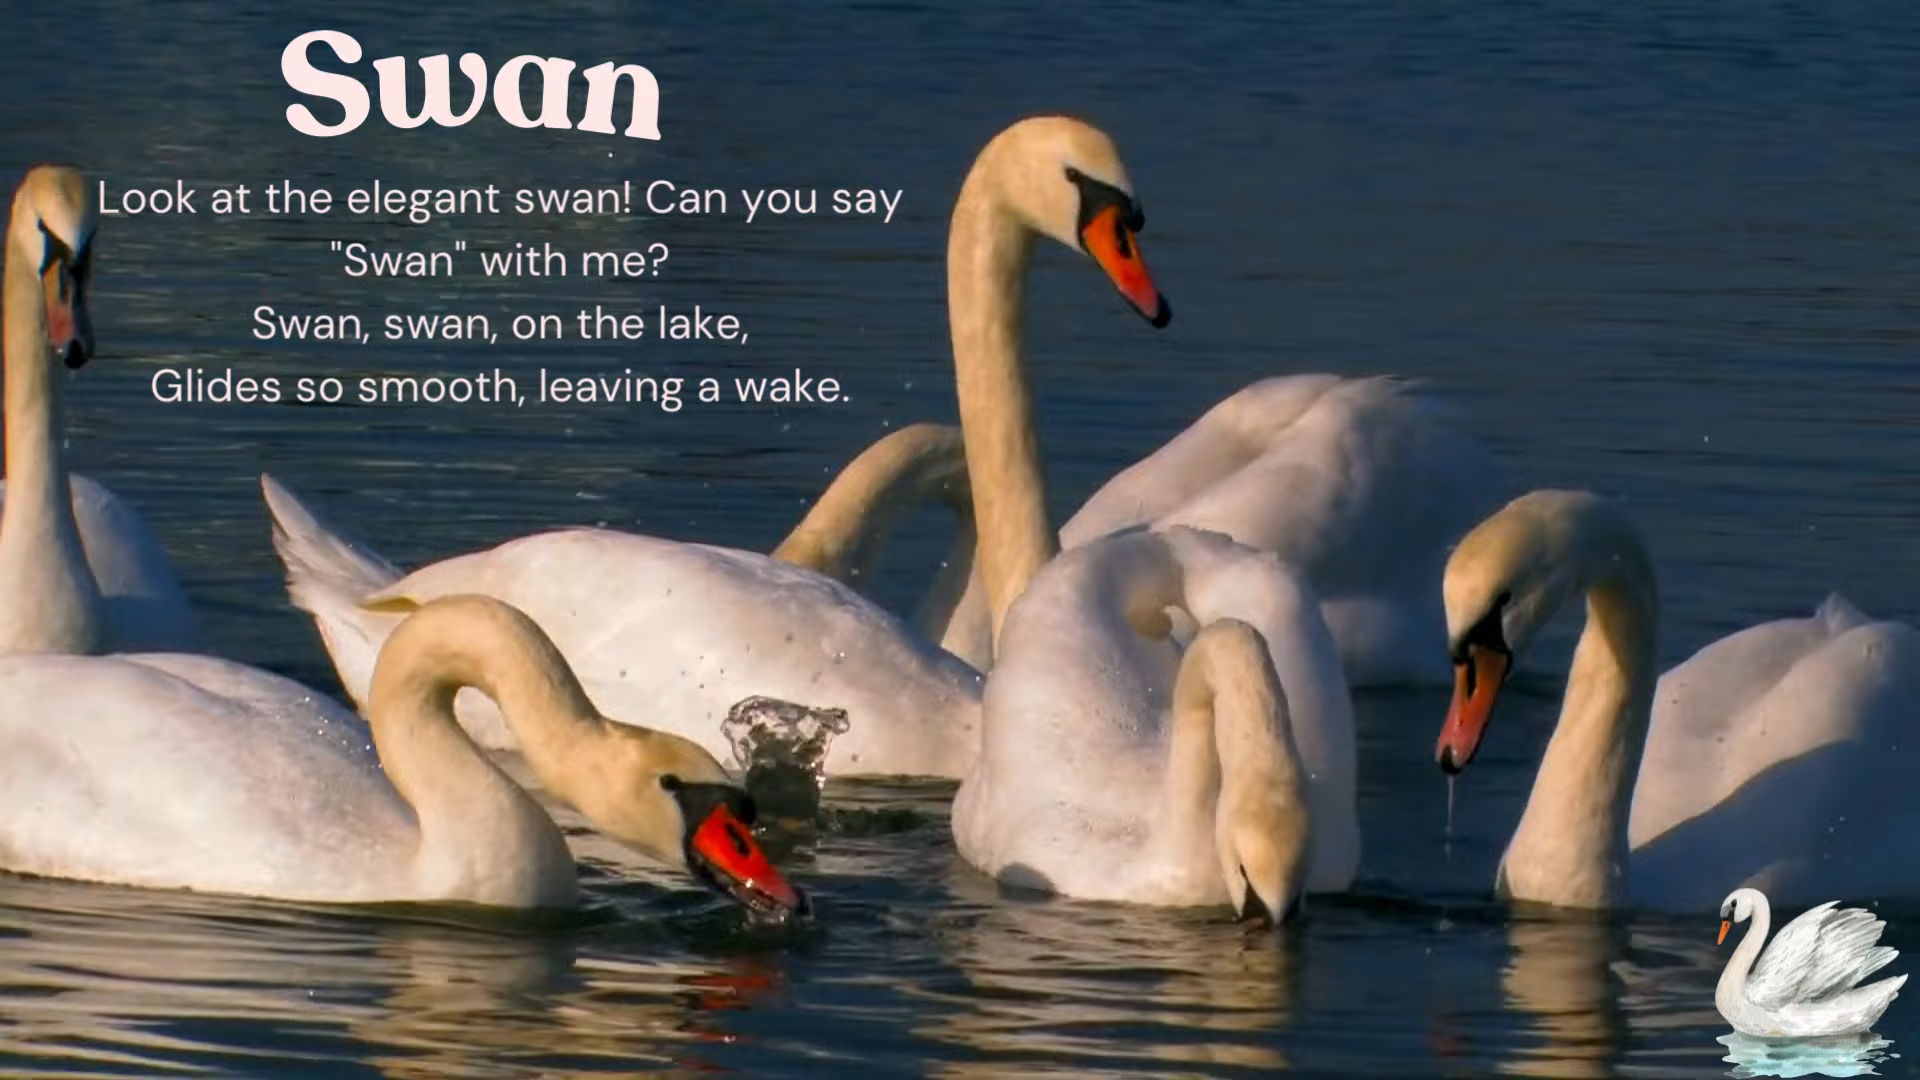 Swan
Look at the elegant swan! Can you say
"Swan" with me?
Swan, swan, on the lake,
Glides so smooth, leaving a wake.